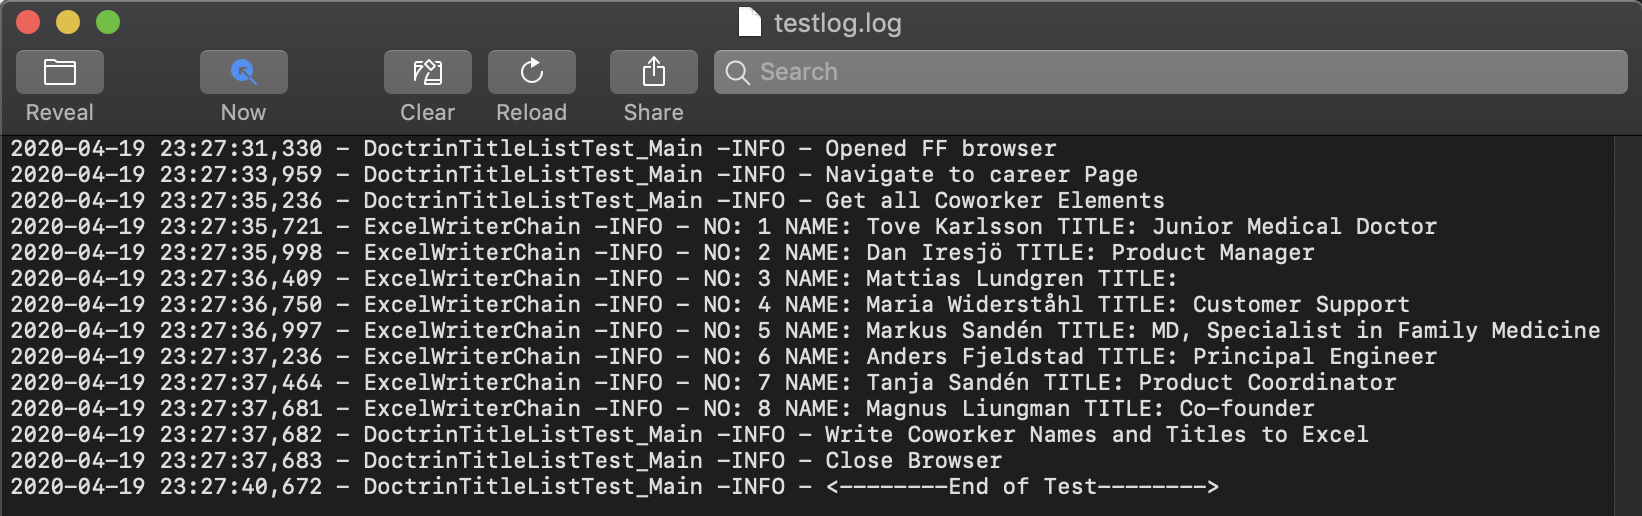 testlog.log
Search
Reveal Now Clear Reload Share
2020-04-19 23:27:31,330 - DoctrinTitleListTest_Main -INFO - Opened FF browser
2020-04-19 23:27:33,959 - DoctrinTitleListTest_Main -INFO - Navigate to career Page
2020-04-19 23:27:35,236 - DoctrinTitleListTest_Main -INFO - Get all Coworker Elements
2020-04-19 23:27:35,721 - ExcelWriterChain -INFO - NO: 1 NAME: Tove Karlsson TITLE: Junior Medical Doctor
2020-04-19 23:27:35,998 - ExcelWriterChain -INFO - NO: 2 NAME: Dan Iresjö TITLE: Product Manager
2020-04-19 23:27:36,409 - ExcelWriterChain -INFO - NO: 3 NAME: Mattias Lundgren TITLE:
2020-04-19 23:27:36,750 - ExcelWriterChain -INFO - NO: 4 NAME: Maria Widerståhl TITLE: Customer Support
2020-04-19 23:27:36,997 - ExcelWriterChain -INFO - NO: 5 NAME: Markus Sandén TITLE: MD, Specialist in Family Medicine
2020-04-19 23:27:37,236 - ExcelWriterChain -INFO - NO: 6 NAME: Anders Fjeldstad TITLE: Principal Engineer
2020-04-19 23:27:37,464 - ExcelWriterChain -INFO - NO: 7 NAME: Tanja Sandén TITLE: Product Coordinator
2020-04-19 23:27:37,681 - ExcelWriterChain -INFO - NO: 8 NAME: Magnus Liungman TITLE: Co-founder
2020-04-19 23:27:37,682 - DoctrinTitleListTest_Main -INFO - Write Coworker Names and Titles to Excel
2020-04-19 23:27:37,683 - DoctrinTitleListTest_Main -INFO - Close Browser
2020-04-19 23:27:40,672 - DoctrinTitleListTest_Main -INFO - <--------End of Test-------->